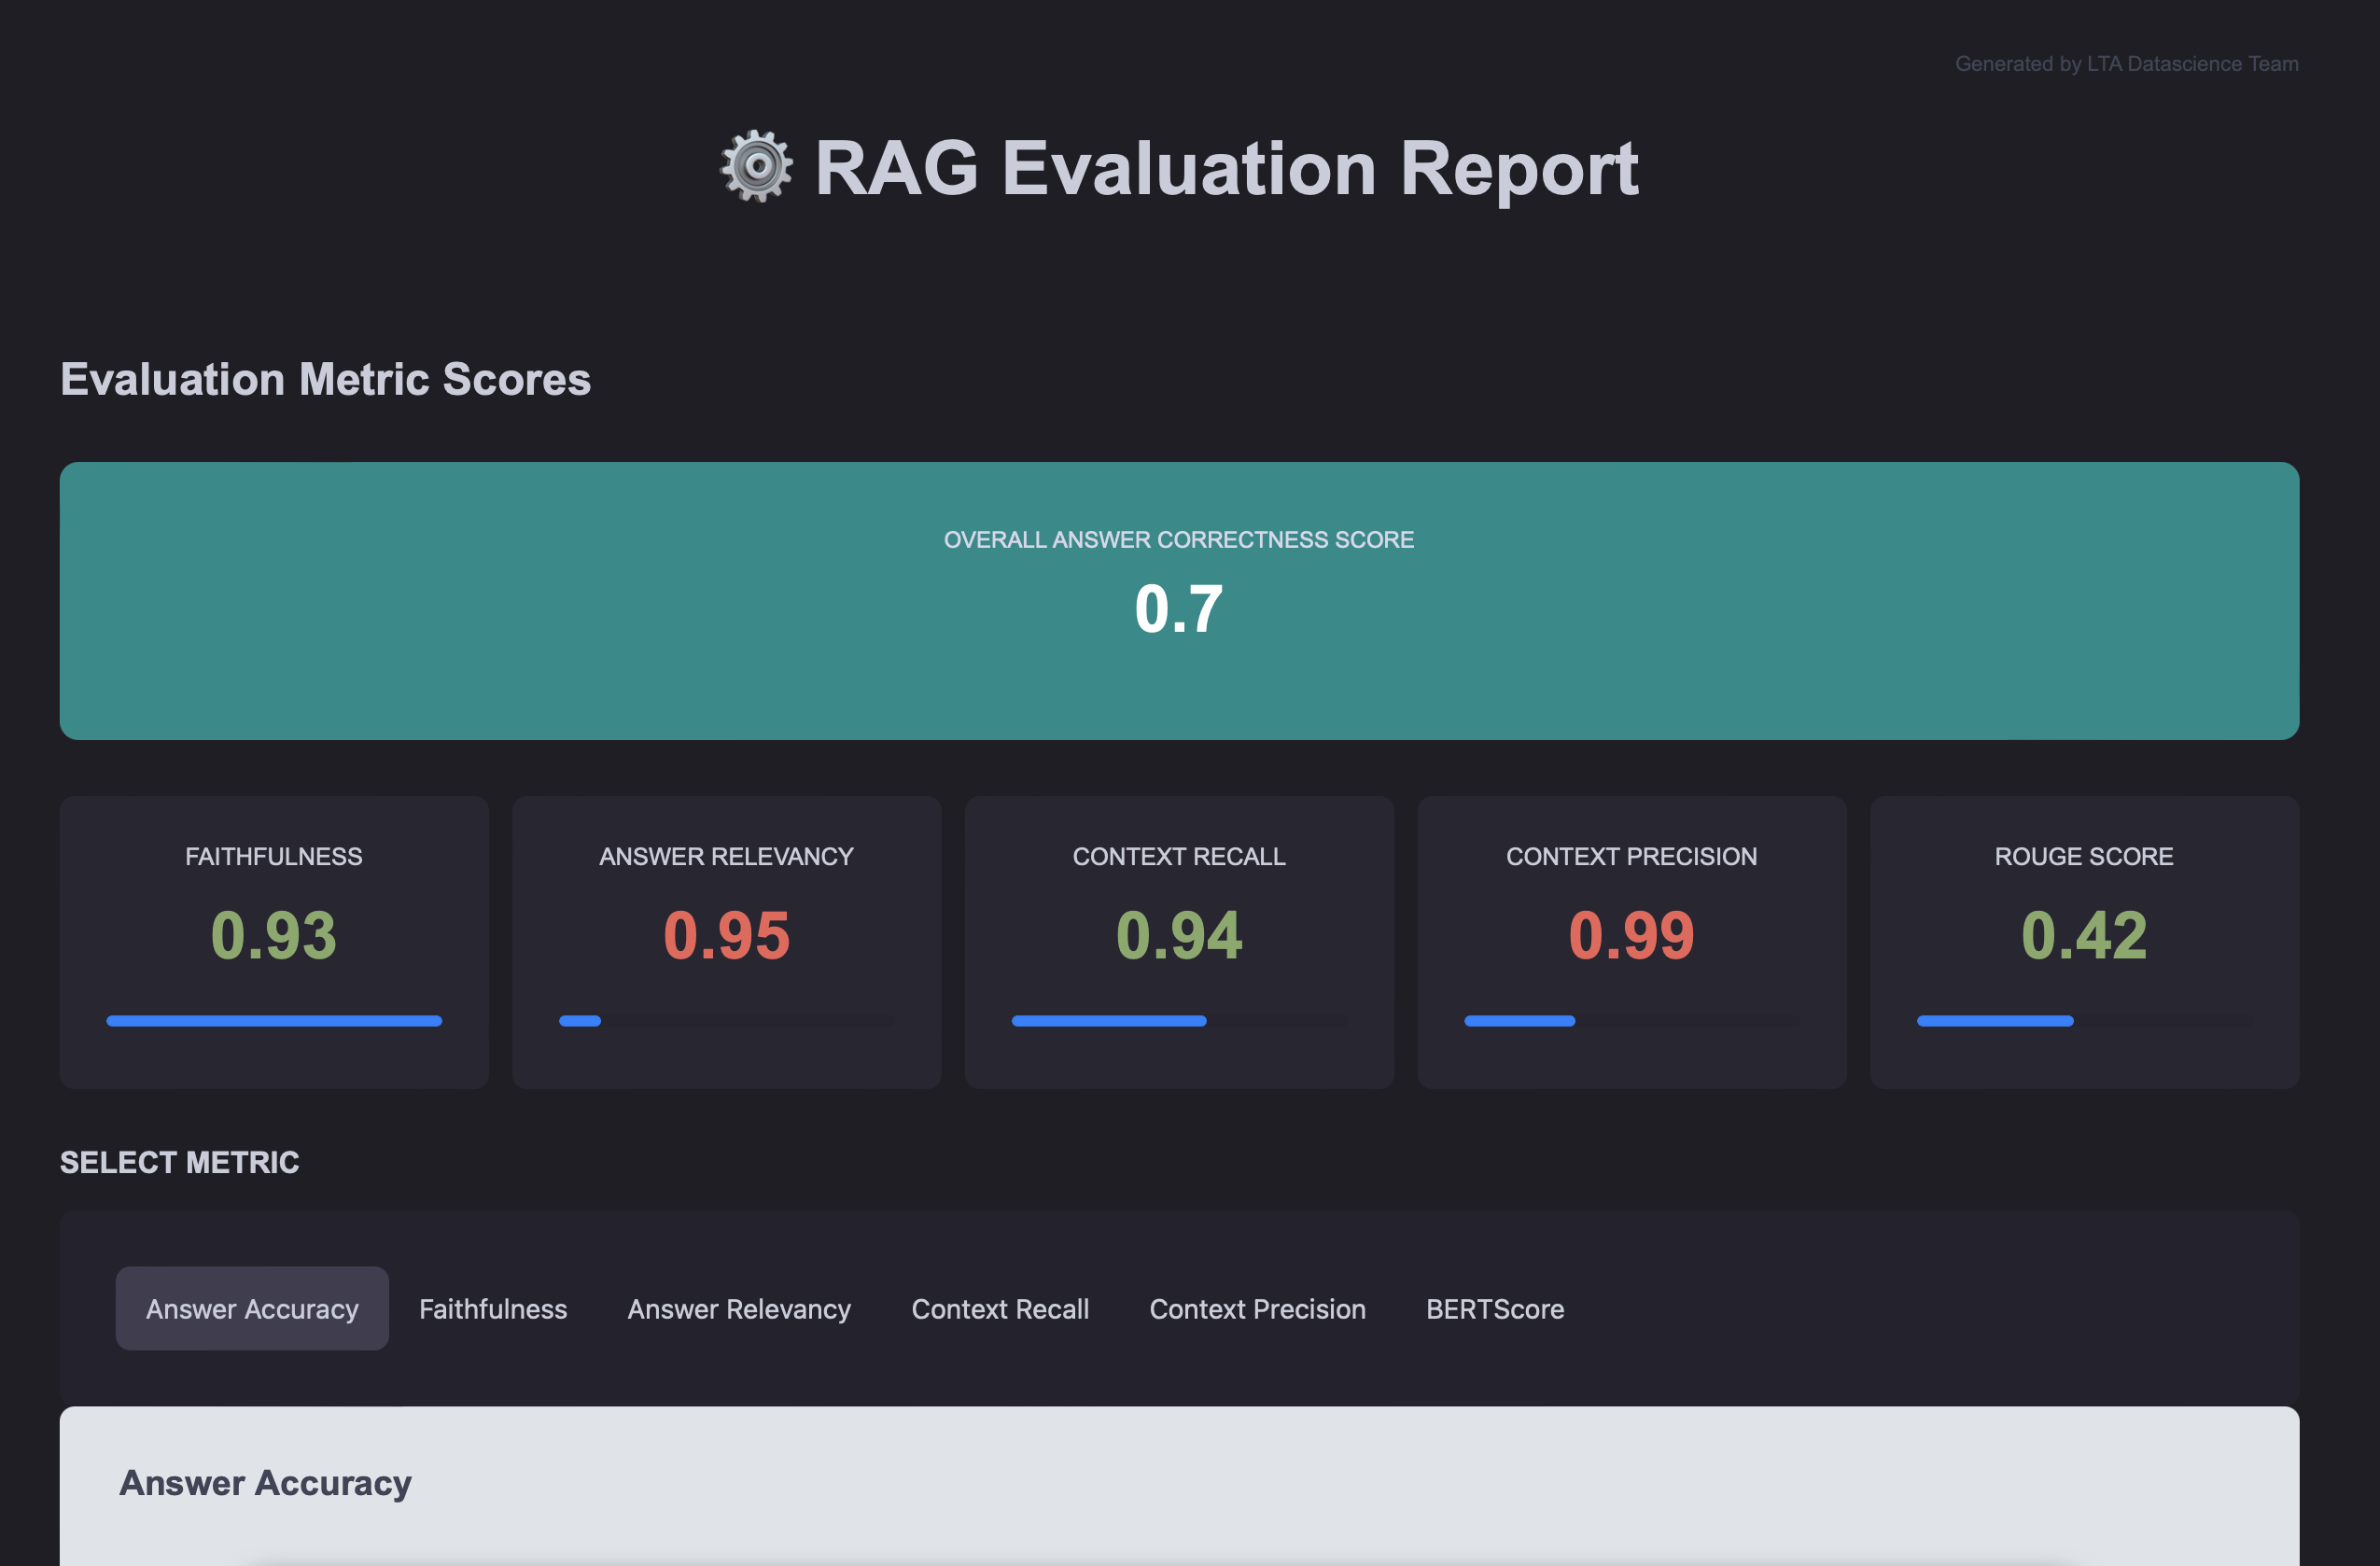 Generated by LTA Datascience Team
RAG Evaluation Report
Evaluation Metric Scores
OVERALL ANSWER CORRECTNESS SCORE
0.7
FAITHFULNESS
0.93
ANSWER RELEVANCY
0.95
CONTEXT RECALL
0.94
CONTEXT PRECISION
0.99
ROUGE SCORE
0.42
SELECT METRIC
Answer Accuracy Faithfulness Answer Relevancy Context Recall Context Precision BERTScore
Answer Accuracy